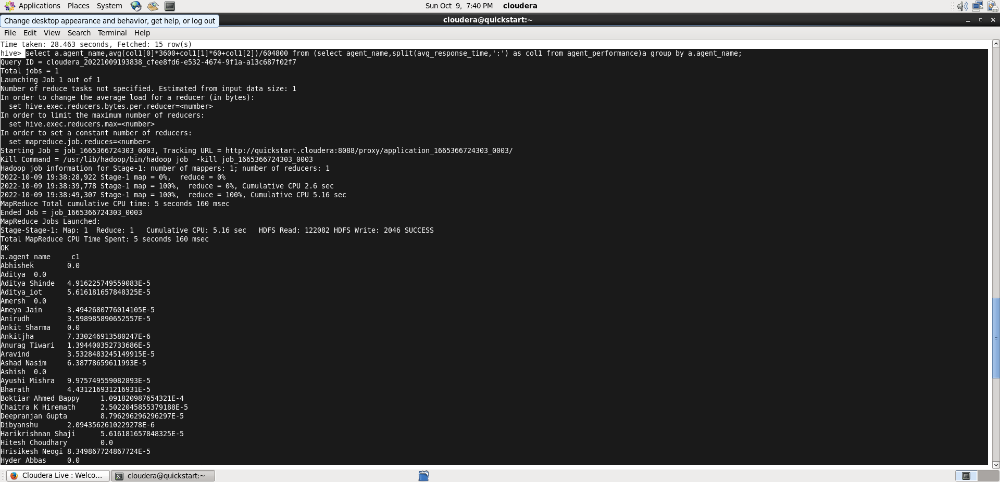 Applications Places System Sun Oct 9, 7:40 PM cloudera
Change desktop appearance and behavior, get help, or log out
cloudera@quickstart:~
File Edit View Search Terminal Help
Time taken: 28.463 seconds, Fetched: 15 row(s)
hive> select a.agent_name,avg(col1[0]*3600+col1[1]*60+col1[2])/604800 from (select agent_name,split(avg_response_time,':') as col1 from agent_performance)a group by a.agent_name;
Query ID = cloudera_20221009193838_cfee8fd6-e532-4674-9f1a-a13c687f02f7
Total jobs = 1
Launching Job 1 out of 1
Number of reduce tasks not specified. Estimated from input data size: 1
In order to change the average load for a reducer (in bytes):
  set hive.exec.reducers.bytes.per.reducer=<number>
In order to limit the maximum number of reducers:
  set hive.exec.reducers.max=<number>
In order to set a constant number of reducers:
  set mapreduce.job.reduces=<number>
Starting Job = job_1665366724303_0003, Tracking URL = http://quickstart.cloudera:8088/proxy/application_1665366724303_0003/
Kill Command = /usr/lib/hadoop/bin/hadoop job  -kill job_1665366724303_0003
Hadoop job information for Stage-1: number of mappers: 1; number of reducers: 1
2022-10-09 19:38:28,922 Stage-1 map = 0%,  reduce = 0%
2022-10-09 19:38:39,778 Stage-1 map = 100%,  reduce = 0%, Cumulative CPU 2.6 sec
2022-10-09 19:38:49,307 Stage-1 map = 100%,  reduce = 100%, Cumulative CPU 5.16 sec
MapReduce Total cumulative CPU time: 5 seconds 160 msec
Ended Job = job_1665366724303_0003
MapReduce Jobs Launched:
Stage-Stage-1: Map: 1  Reduce: 1   Cumulative CPU: 5.16 sec   HDFS Read: 122082 HDFS Write: 2046 SUCCESS
Total MapReduce CPU Time Spent: 5 seconds 160 msec
OK
a.agent_name    _c1
Abhishek        0.0
Aditya  0.0
Aditya Shinde   4.916225749559083E-5
Aditya_iot      5.616181657848325E-5
Amersh  0.0
Ameya Jain      3.4942680776014105E-5
Anirudh         3.598985890652557E-5
Ankit Sharma    0.0
Ankitjha        7.330246913580247E-6
Anurag Tiwari   1.394400352733686E-5
Aravind         3.5328483245149915E-5
Ashad Nasim     6.38778659611993E-5
Ashish  0.0
Ayushi Mishra   9.975749559082893E-5
Bharath         4.431216931216931E-5
Boktiar Ahmed Bappy     1.091820987654321E-4
Chaitra K Hiremath      2.5022045855379188E-5
Deepranjan Gupta        8.796296296296297E-5
Dibyanshu       2.0943562610229278E-6
Harikrishnan Shaji      5.616181657848325E-5
Hitesh Choudhary        0.0
Hrisikesh Neogi 8.349867724867724E-5
Hyder Abbas     0.0
Cloudera Live : Welco... cloudera@quickstart:~